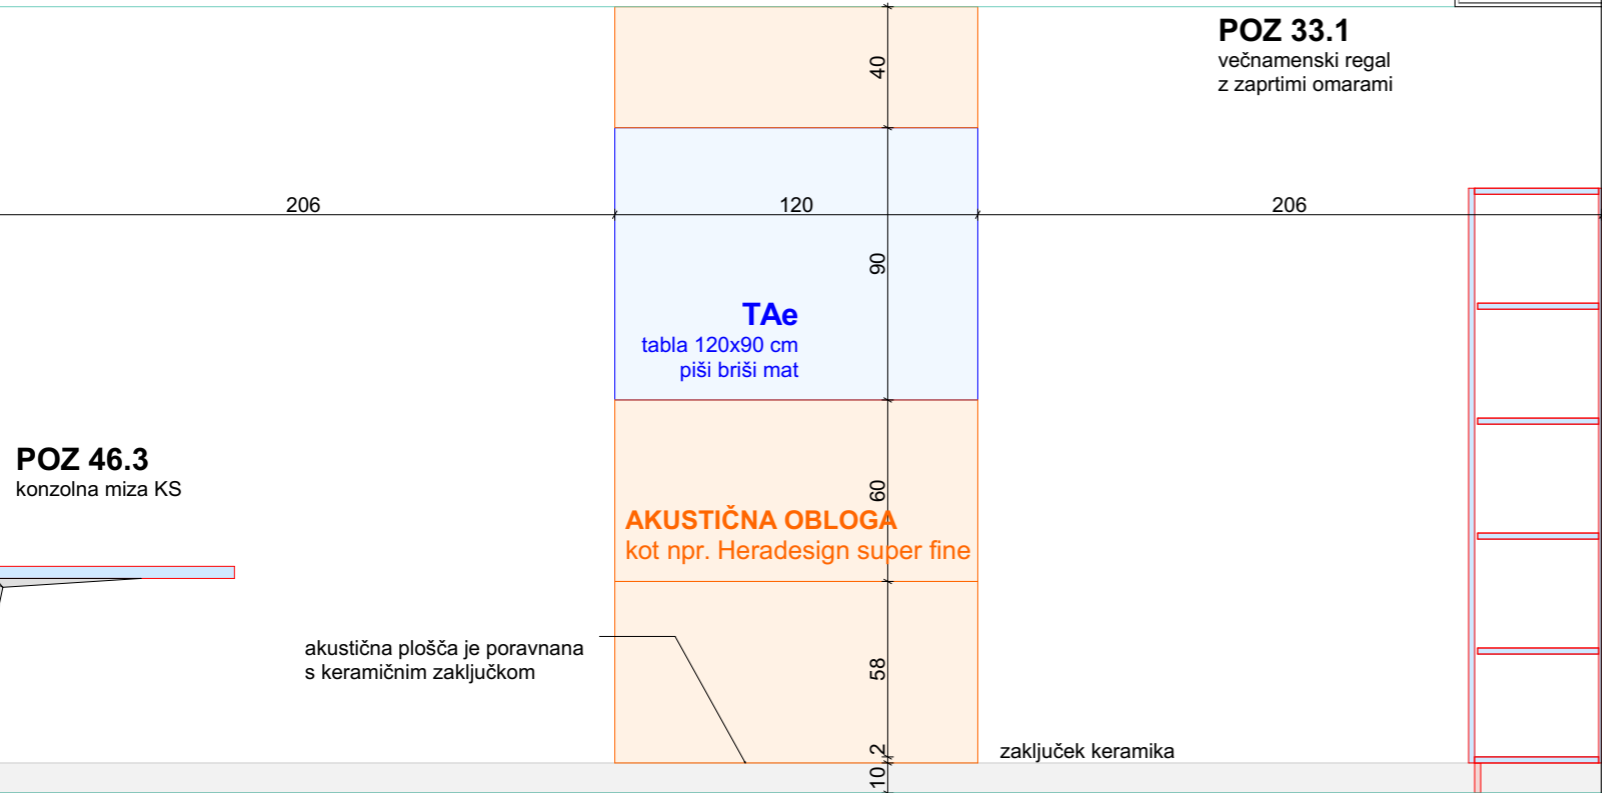 40
POZ 33.1
večnamenski regal
z zaprtimi omarami
206
120
206
90
TAe
tabla 120x90 cm
piši briši mat
POZ 46.3
konzolna miza KS
60
AKUSTIČNA OBLOGA
kot npr. Heradesign super fine
akustična plošča je poravnana
s keramičnim zaključkom
58
2
zaključek keramika
10